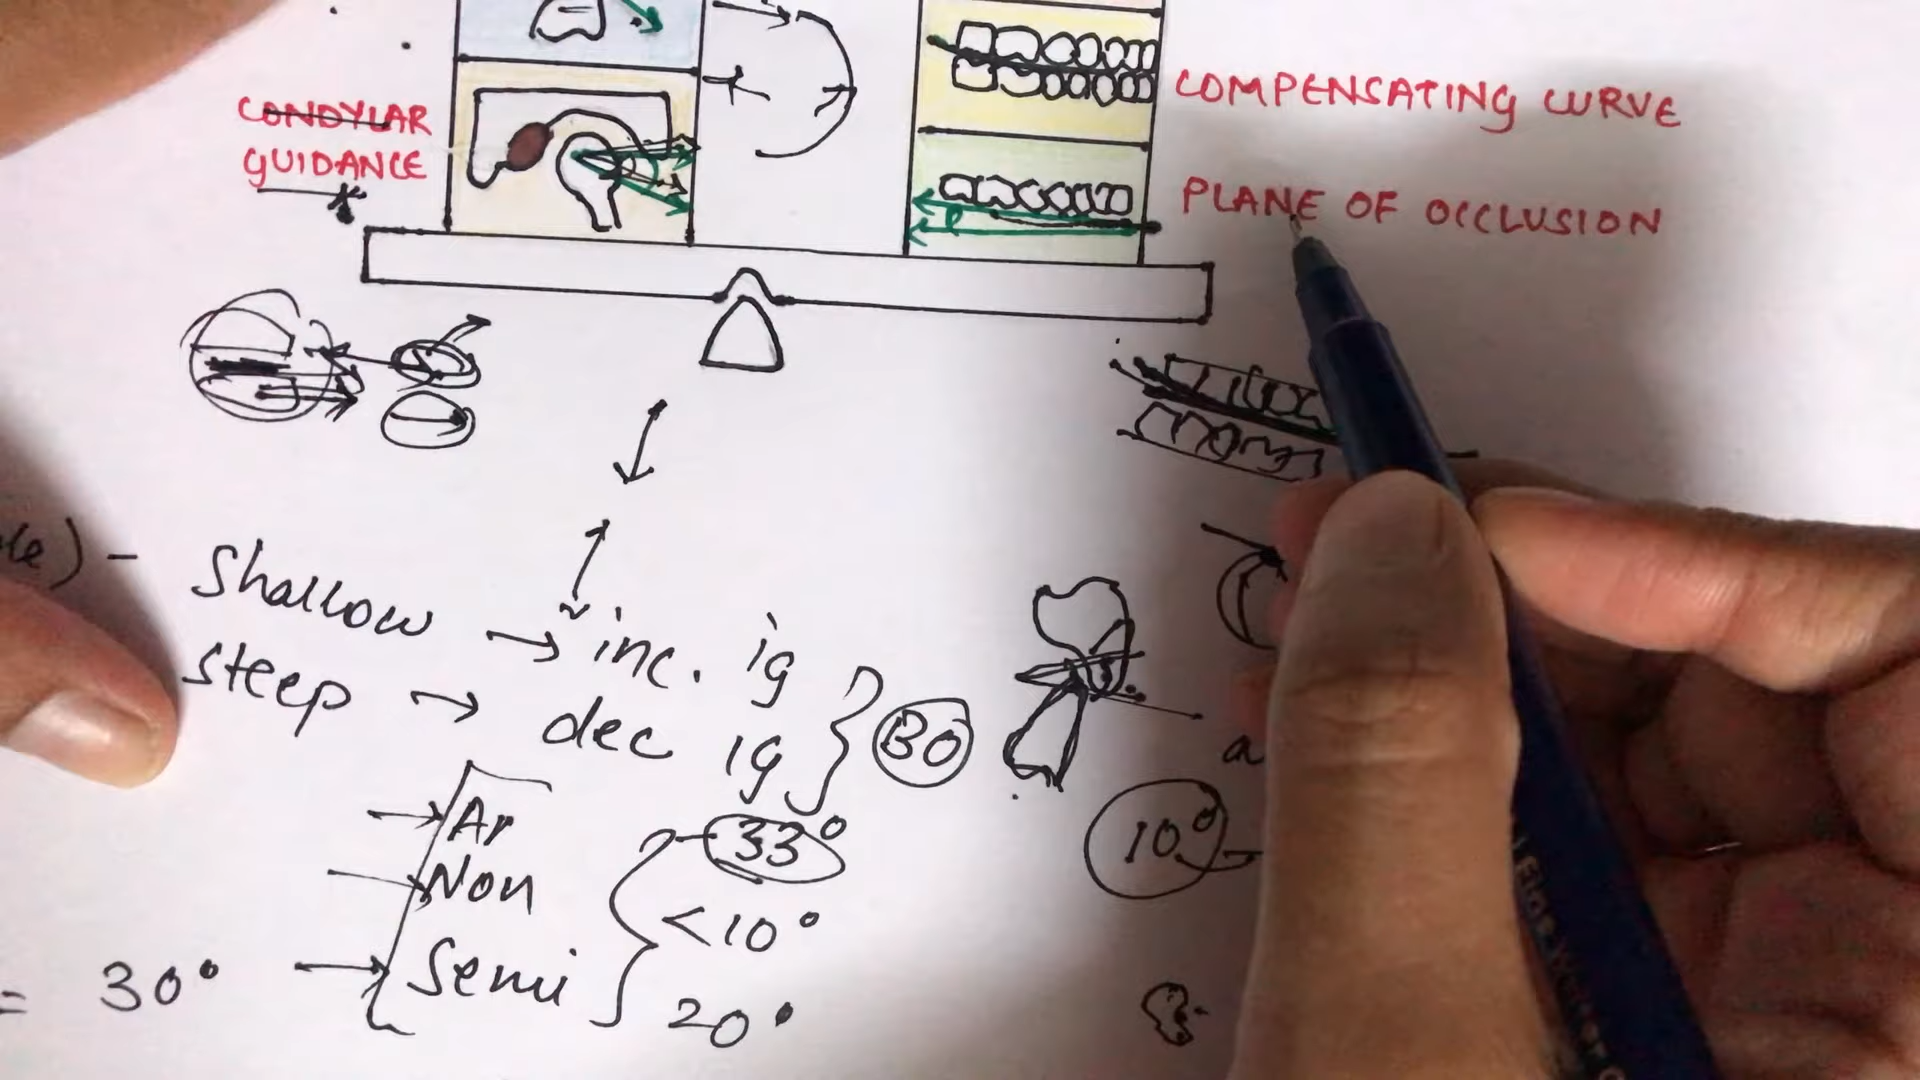 COMPENSATING CURVE
CONDYLAR
GUIDANCE
PLANE OF OCCLUSION
Shallow → inc. ig
steep → dec ig
30
Ar 33°
Non <10°
= 30° → Semi 20°
10°